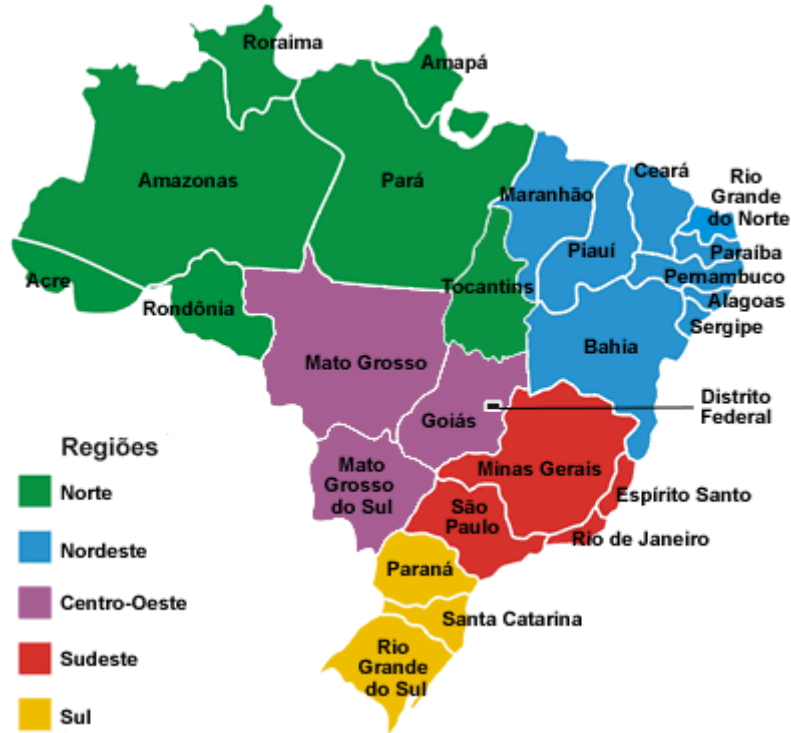 Roraima
Amapá
Amazonas
Pará
Maranhão
Ceará
Rio
Grande
do Norte
Piauí
Paraíba
Pernambuco
Acre
Rondônia
Tocantins
Alagoas
Sergipe
Bahia
Mato Grosso
Goiás
Distrito
Federal
Mato
Grosso
do Sul
Minas Gerais
Espírito Santo
São
Paulo
Rio de Janeiro
Paraná
Santa Catarina
Rio
Grande
do Sul
Regiões
Norte
Nordeste
Centro-Oeste
Sudeste
Sul